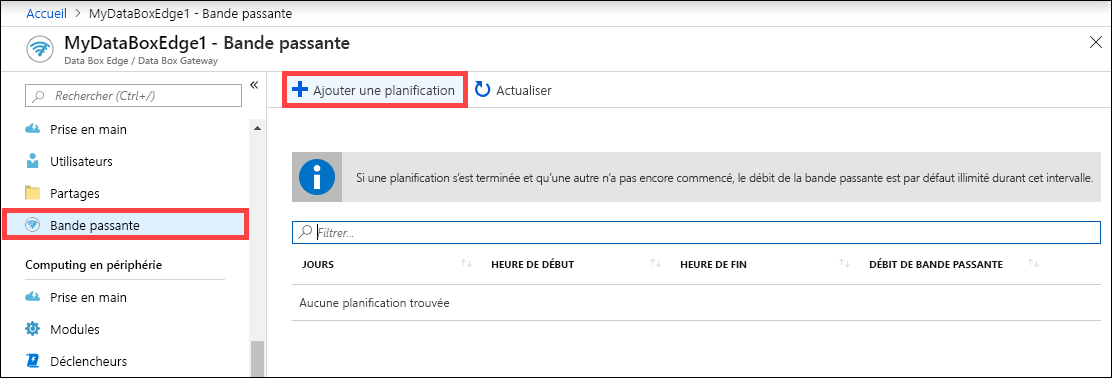 Accueil > MyDataBoxEdge1 - Bande passante
MyDataBoxEdge1 - Bande passante
Data Box Edge / Data Box Gateway
Rechercher (Ctrl+/)
Prise en main
Utilisateurs
Partages
Bande passante
Computing en périphérie
Prise en main
Modules
Déclencheurs
Ajouter une planification
Actualiser
Si une planification s'est terminée et qu'une autre n'a pas encore commencé, le débit de la bande passante est par défaut illimité durant cet intervalle.
Filtrer...
JOURS HEURE DE DÉBUT HEURE DE FIN DÉBIT DE BANDE PASSANTE
Aucune planification trouvée